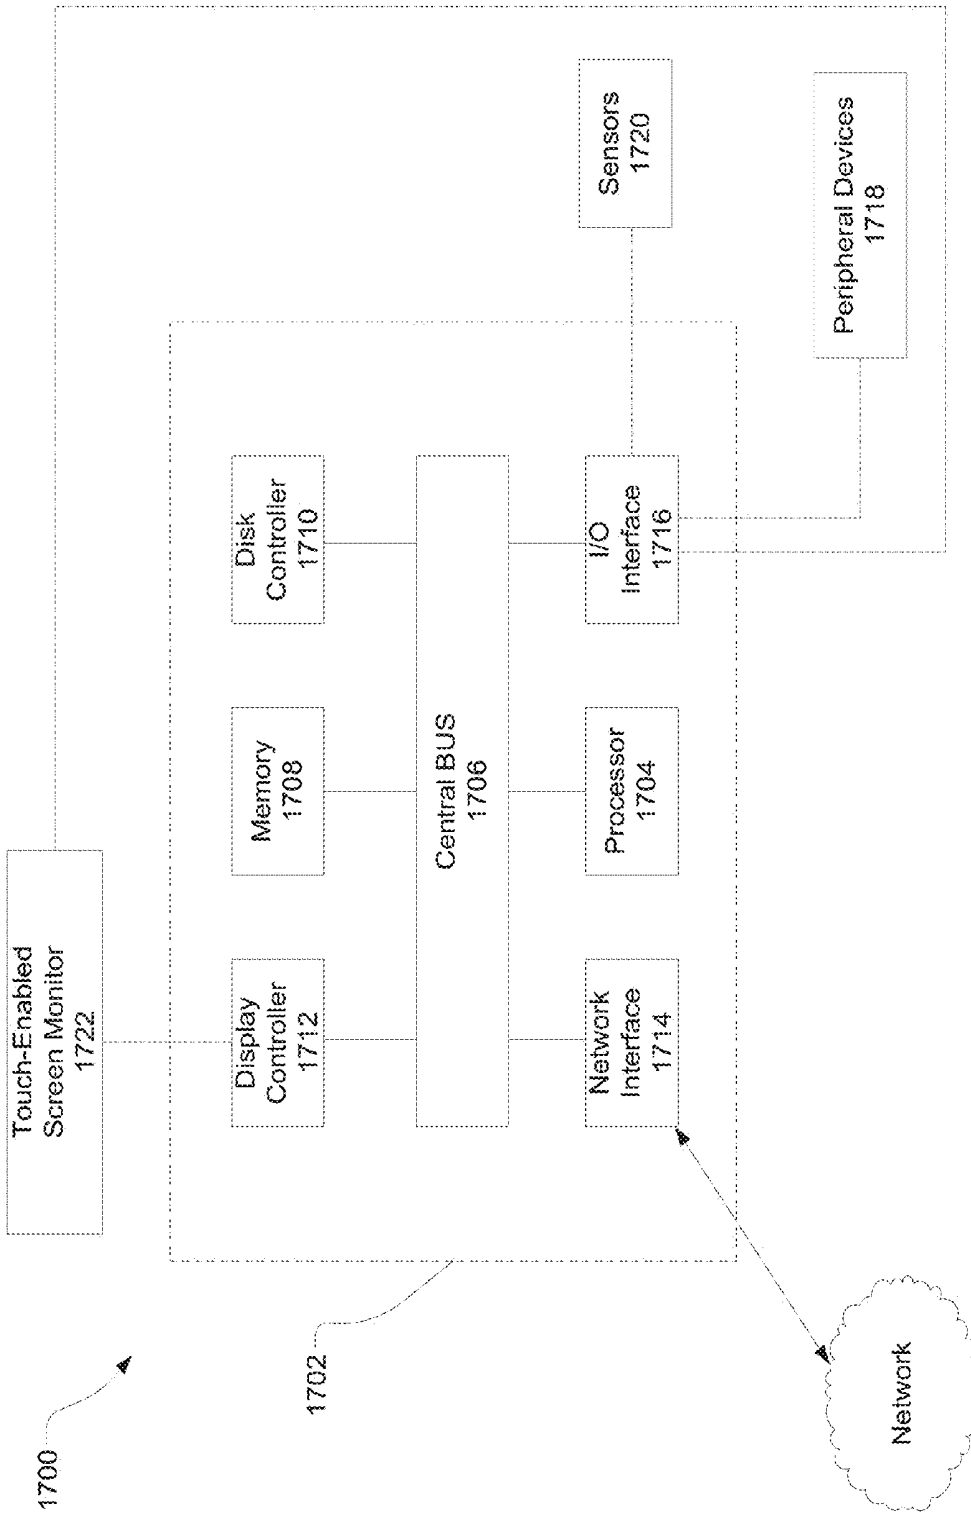 1700
Touch-Enabled
Screen Monitor
1722
1702
Display
Controller
1712
Memory
1708
Disk
Controller
1710
Central BUS
1706
Network
Interface
1714
Processor
1704
I/O
Interface
1716
Sensors
1720
Peripheral Devices
1718
Network